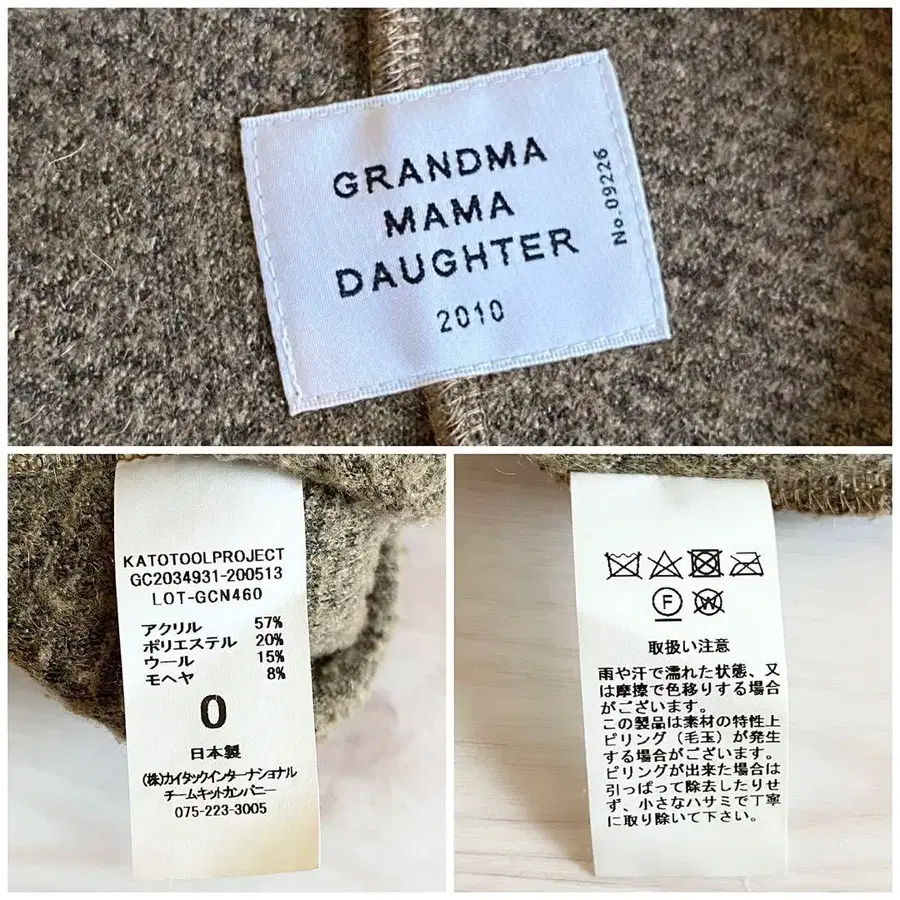 GRANDMA
MAMA
DAUGHTER
2010
No.09226
KATOTOOLPROJECT
GC2034931-200513
LOT-GCN460
アクリル 57%
ポリエステル 20%
ウール 15%
モヘヤ 8%
0
日本製
(株)カイタックインターナショナル
チームキットカンパニー
075-223-3005
F
W
取扱い注意
雨や汗で濡れた状態、又
は摩擦で色移りする場合
がございます。
この製品は素材の特性上
ピリング(毛玉)が発生
する場合がございます。
ピリングが出来た場合は
引っぱって除去したりせ
ず、小さなハサミで丁寧
に取り除いて下さい。